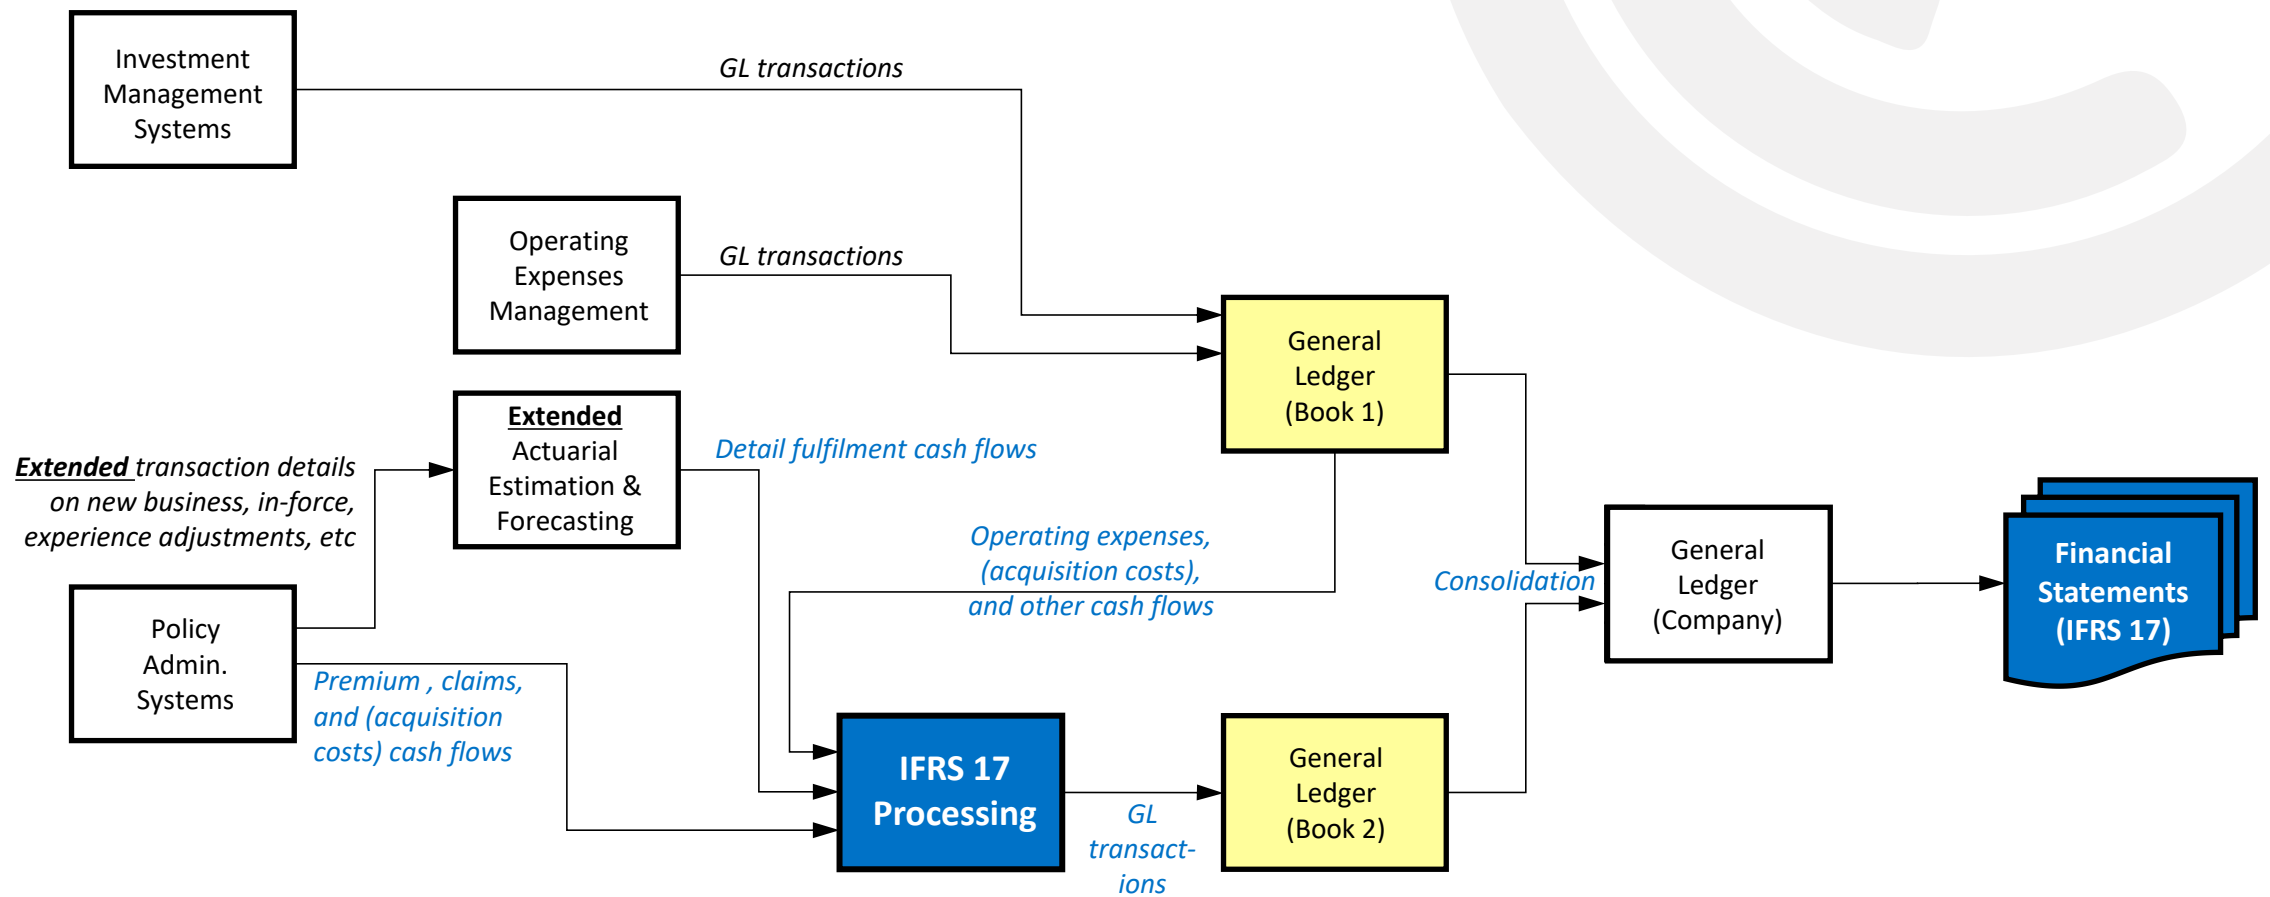 Investment
Management
Systems
GL transactions
Operating
Expenses
Management
GL transactions
General
Ledger
(Book 1)
Extended
Actuarial
Estimation &
Forecasting
Detail fulfilment cash flows
Extended transaction details
on new business, in-force,
experience adjustments, etc
Operating expenses,
(acquisition costs),
and other cash flows
Consolidation
General
Ledger
(Company)
Financial
Statements
(IFRS 17)
Policy
Admin.
Systems
Premium , claims,
and (acquisition
costs) cash flows
IFRS 17
Processing
GL
transact-
ions
General
Ledger
(Book 2)